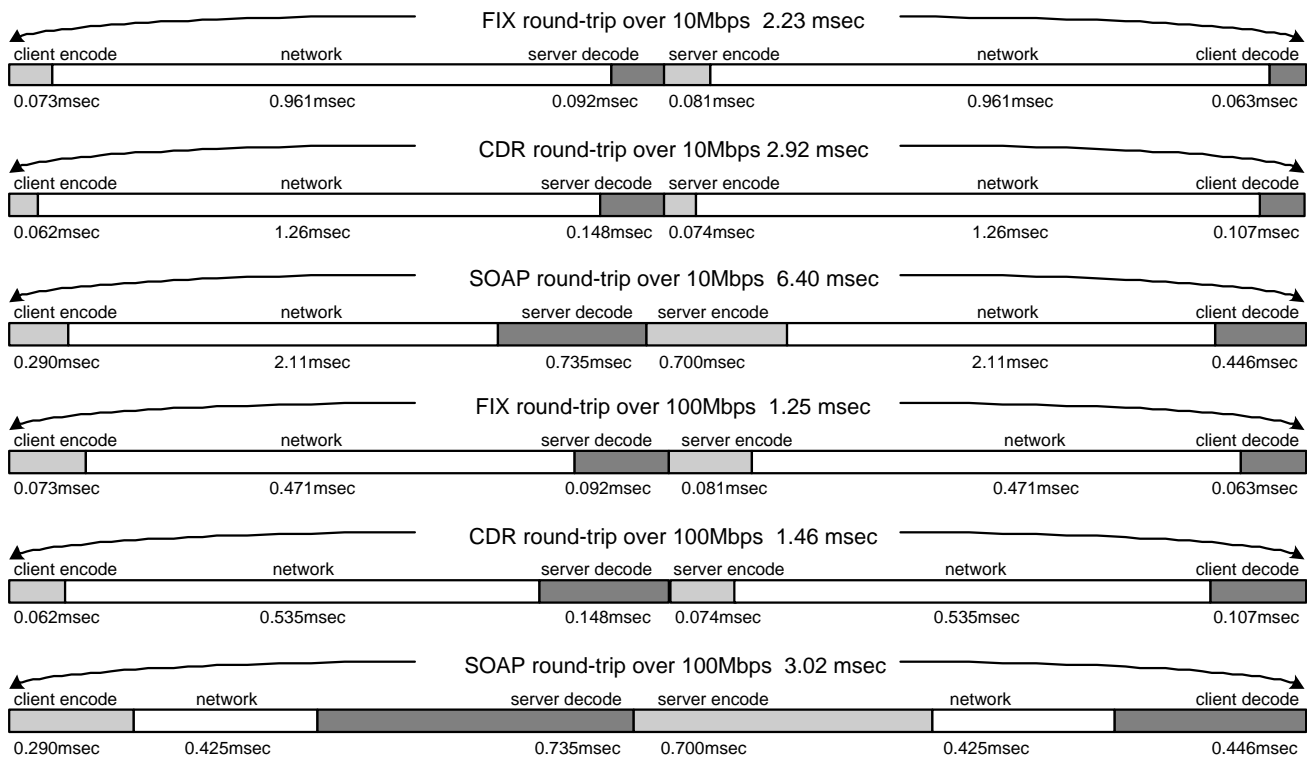 FIX round-trip over 10Mbps 2.23 msec
client encode network server decode server encode network client decode
0.073msec 0.961msec 0.092msec 0.081msec 0.961msec 0.063msec
CDR round-trip over 10Mbps 2.92 msec
client encode network server decode server encode network client decode
0.062msec 1.26msec 0.148msec 0.074msec 1.26msec 0.107msec
SOAP round-trip over 10Mbps 6.40 msec
client encode network server decode server encode network client decode
0.290msec 2.11msec 0.735msec 0.700msec 2.11msec 0.446msec
FIX round-trip over 100Mbps 1.25 msec
client encode network server decode server encode network client decode
0.073msec 0.471msec 0.092msec 0.081msec 0.471msec 0.063msec
CDR round-trip over 100Mbps 1.46 msec
client encode network server decode server encode network client decode
0.062msec 0.535msec 0.148msec 0.074msec 0.535msec 0.107msec
SOAP round-trip over 100Mbps 3.02 msec
client encode network server decode server encode network client decode
0.290msec 0.425msec 0.735msec 0.700msec 0.425msec 0.446msec